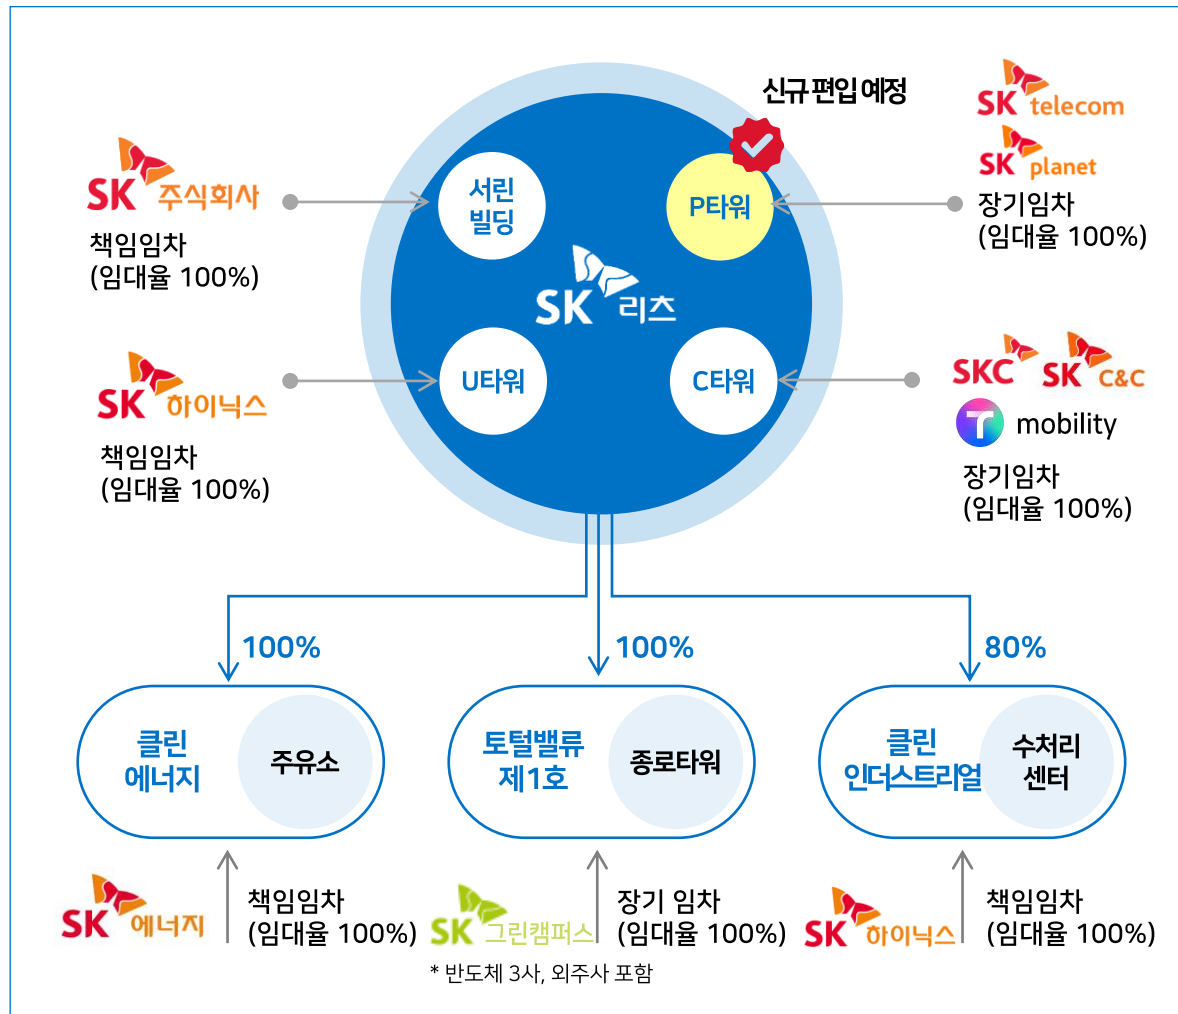 신규 편입 예정
SK telecom
SK planet
장기임차
(임대율 100%)
SK 주식회사
책임임차
(임대율 100%)
서린
빌딩
P타워
SK 리츠
SK 하이닉스
책임임차
(임대율 100%)
U타워
C타워
SKC SK C&C
T mobility
장기임차
(임대율 100%)
100%
100%
80%
클린
에너지
주유소
토털밸류
제1호
종로타워
클린
인더스트리얼
수처리
센터
SK 에너지
책임임차
(임대율 100%)
SK 그린캠퍼스
장기 임차
(임대율 100%)
* 반도체 3사, 외주사 포함
SK 하이닉스
책임임차
(임대율 100%)